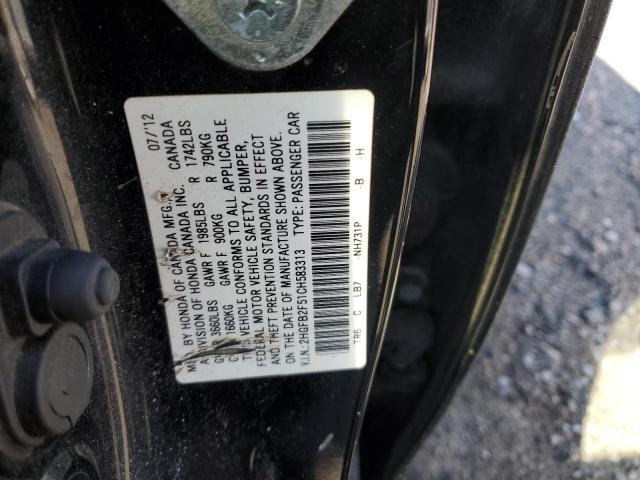 MFD. BY HONDA OF CANADA MFG. 07/'12
A DIVISION OF HONDA CANADA INC. CANADA
3660LBS GAWR F 1985LBS R 1742LBS
1660KG GAWR F 900KG R 790KG
VEHICLE CONFORMS TO ALL APPLICABLE
FEDERAL MOTOR VEHICLE SAFETY, BUMPER,
AND THEFT PREVENTION STANDARDS IN EFFECT
ON THE DATE OF MANUFACTURE SHOWN ABOVE.
V.I.N.: 2HGFB2F51CH583313 TYPE: PASSENGER CAR
TR6 C LB7 -NH731P -B -H